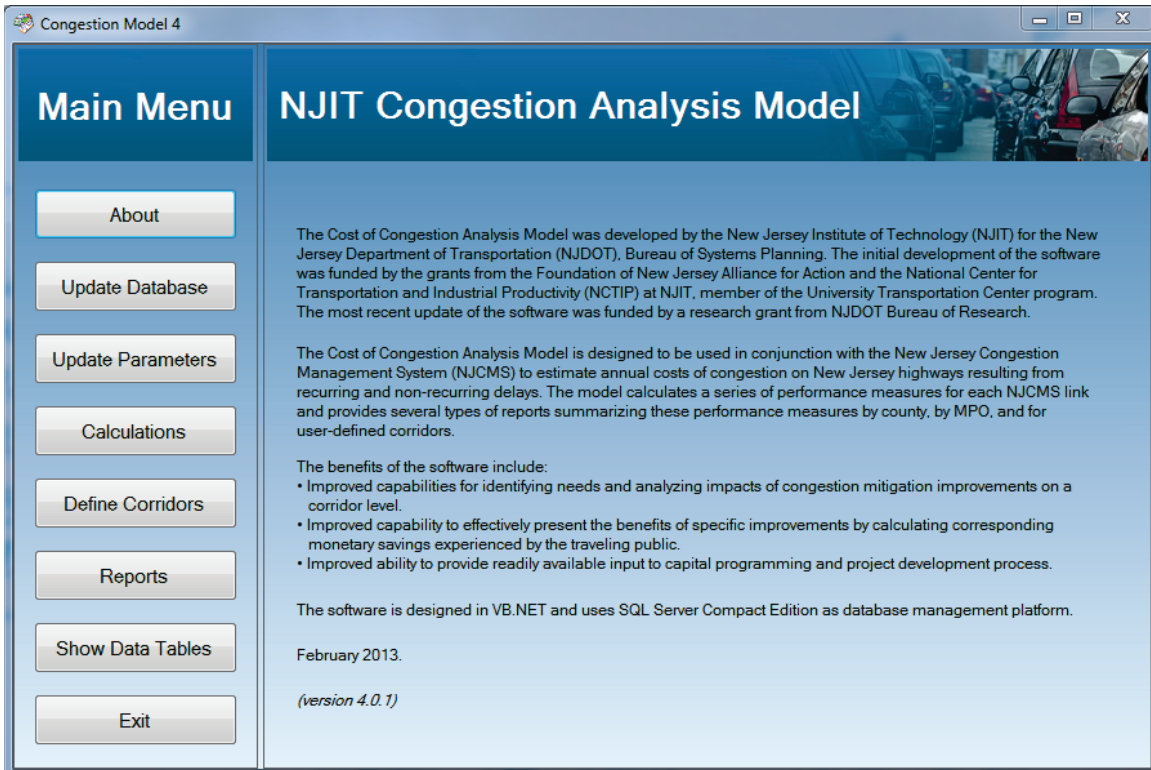 Congestion Model 4
Main Menu
NJIT Congestion Analysis Model
About
Update Database
Update Parameters
Calculations
Define Corridors
Reports
Show Data Tables
Exit
The Cost of Congestion Analysis Model was developed by the New Jersey Institute of Technology (NJIT) for the New
Jersey Department of Transportation (NJDOT), Bureau of Systems Planning. The initial development of the software
was funded by the grants from the Foundation of New Jersey Alliance for Action and the National Center for
Transportation and Industrial Productivity (NCTIP) at NJIT, member of the University Transportation Center program.
The most recent update of the software was funded by a research grant from NJDOT Bureau of Research.
The Cost of Congestion Analysis Model is designed to be used in conjunction with the New Jersey Congestion
Management System (NJCMS) to estimate annual costs of congestion on New Jersey highways resulting from
recurring and non-recurring delays. The model calculates a series of performance measures for each NJCMS link
and provides several types of reports summarizing these performance measures by county, by MPO, and for
user-defined corridors.
The benefits of the software include:
• Improved capabilities for identifying needs and analyzing impacts of congestion mitigation improvements on a
corridor level.
• Improved capability to effectively present the benefits of specific improvements by calculating corresponding
monetary savings experienced by the traveling public.
• Improved ability to provide readily available input to capital programming and project development process.
The software is designed in VB.NET and uses SQL Server Compact Edition as database management platform.
February 2013.
(version 4.0.1)